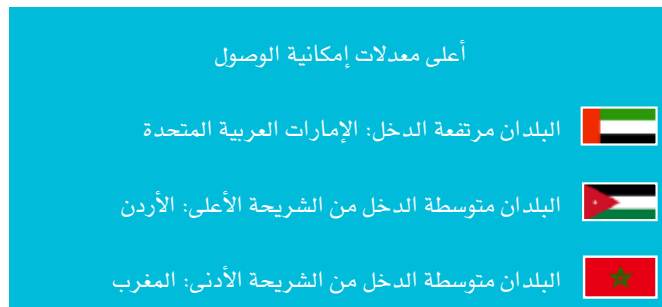 أعلى معدلات إمكانية الوصول
البلدان مرتفعة الدخل: الإمارات العربية المتحدة
البلدان متوسطة الدخل من الشريحة الأعلى: الأردن
البلدان متوسطة الدخل من الشريحة الأدنى: المغرب